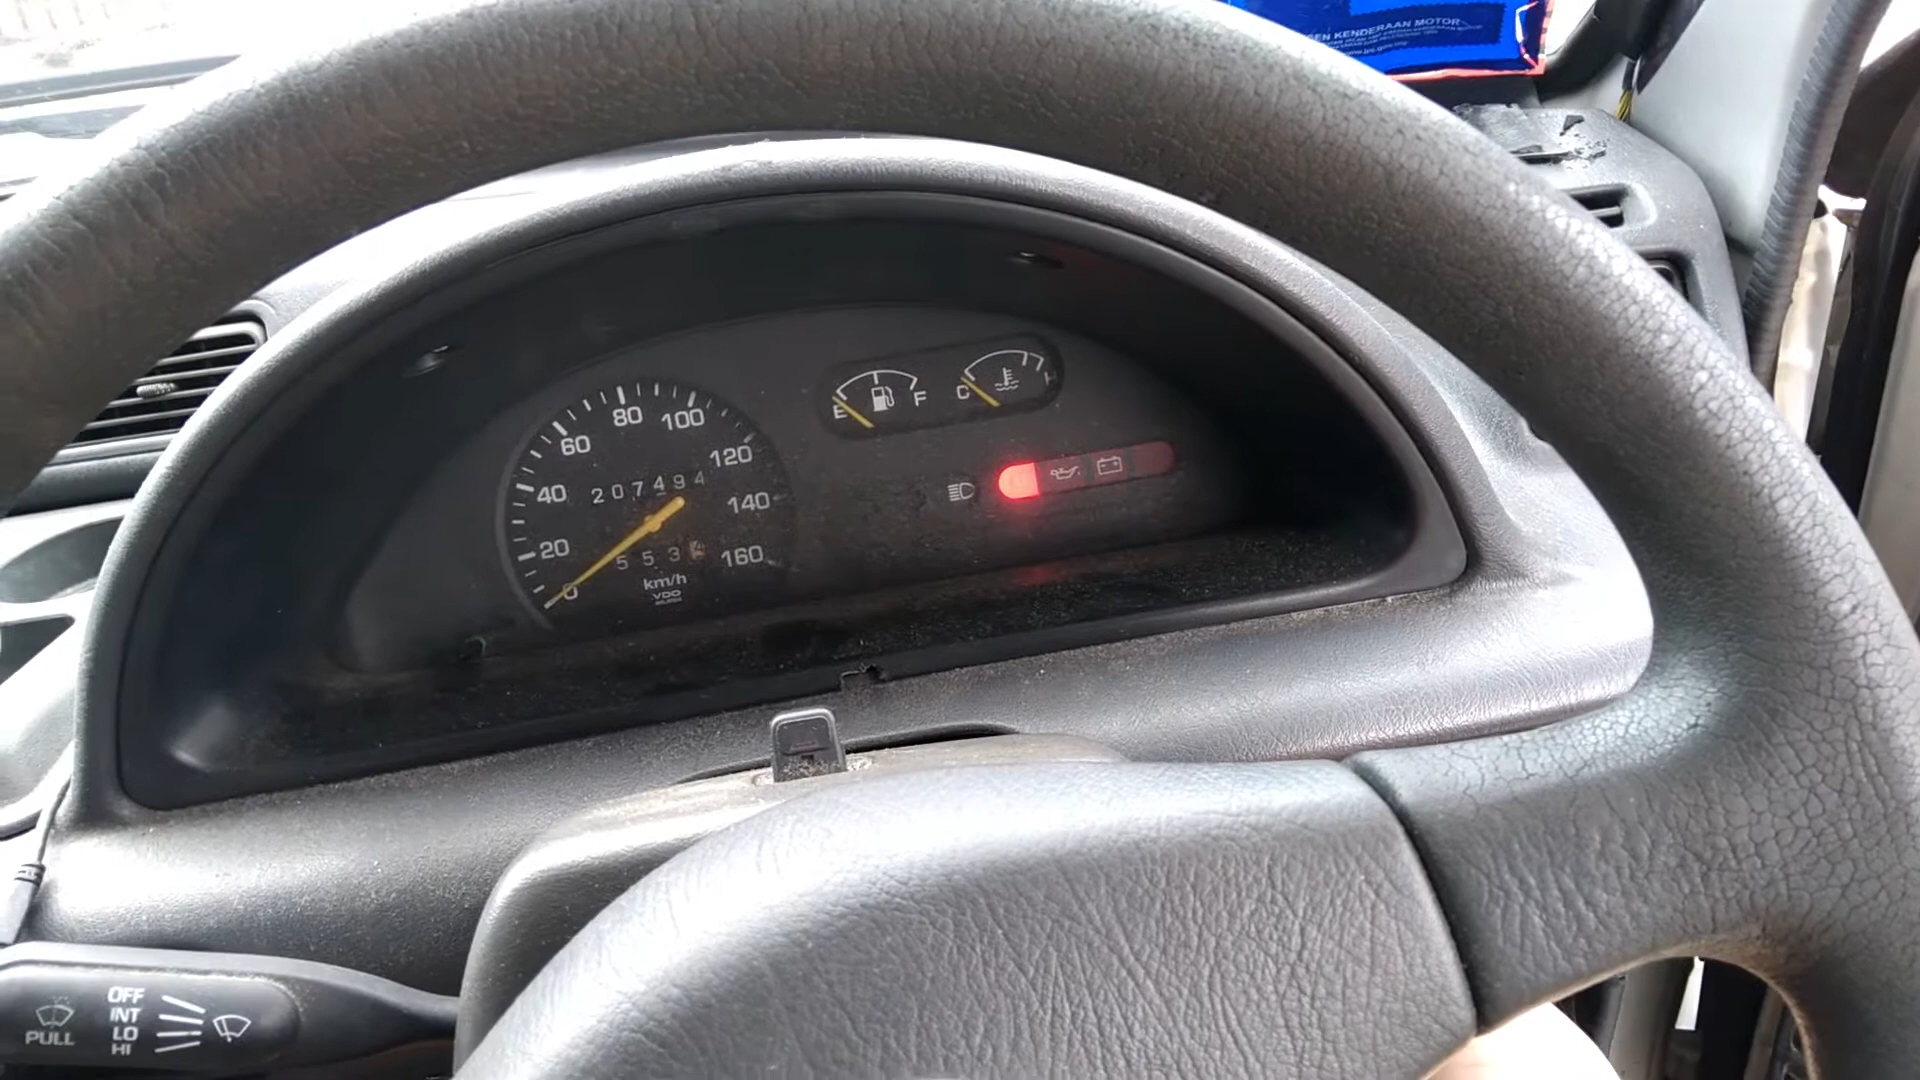 SEN KENDERAAN MOTOR
80
100
60
120
E
F
C
H
40
207494
140
20
553
160
0
km/h
VDO
OFF
INT
LO
HI
PULL